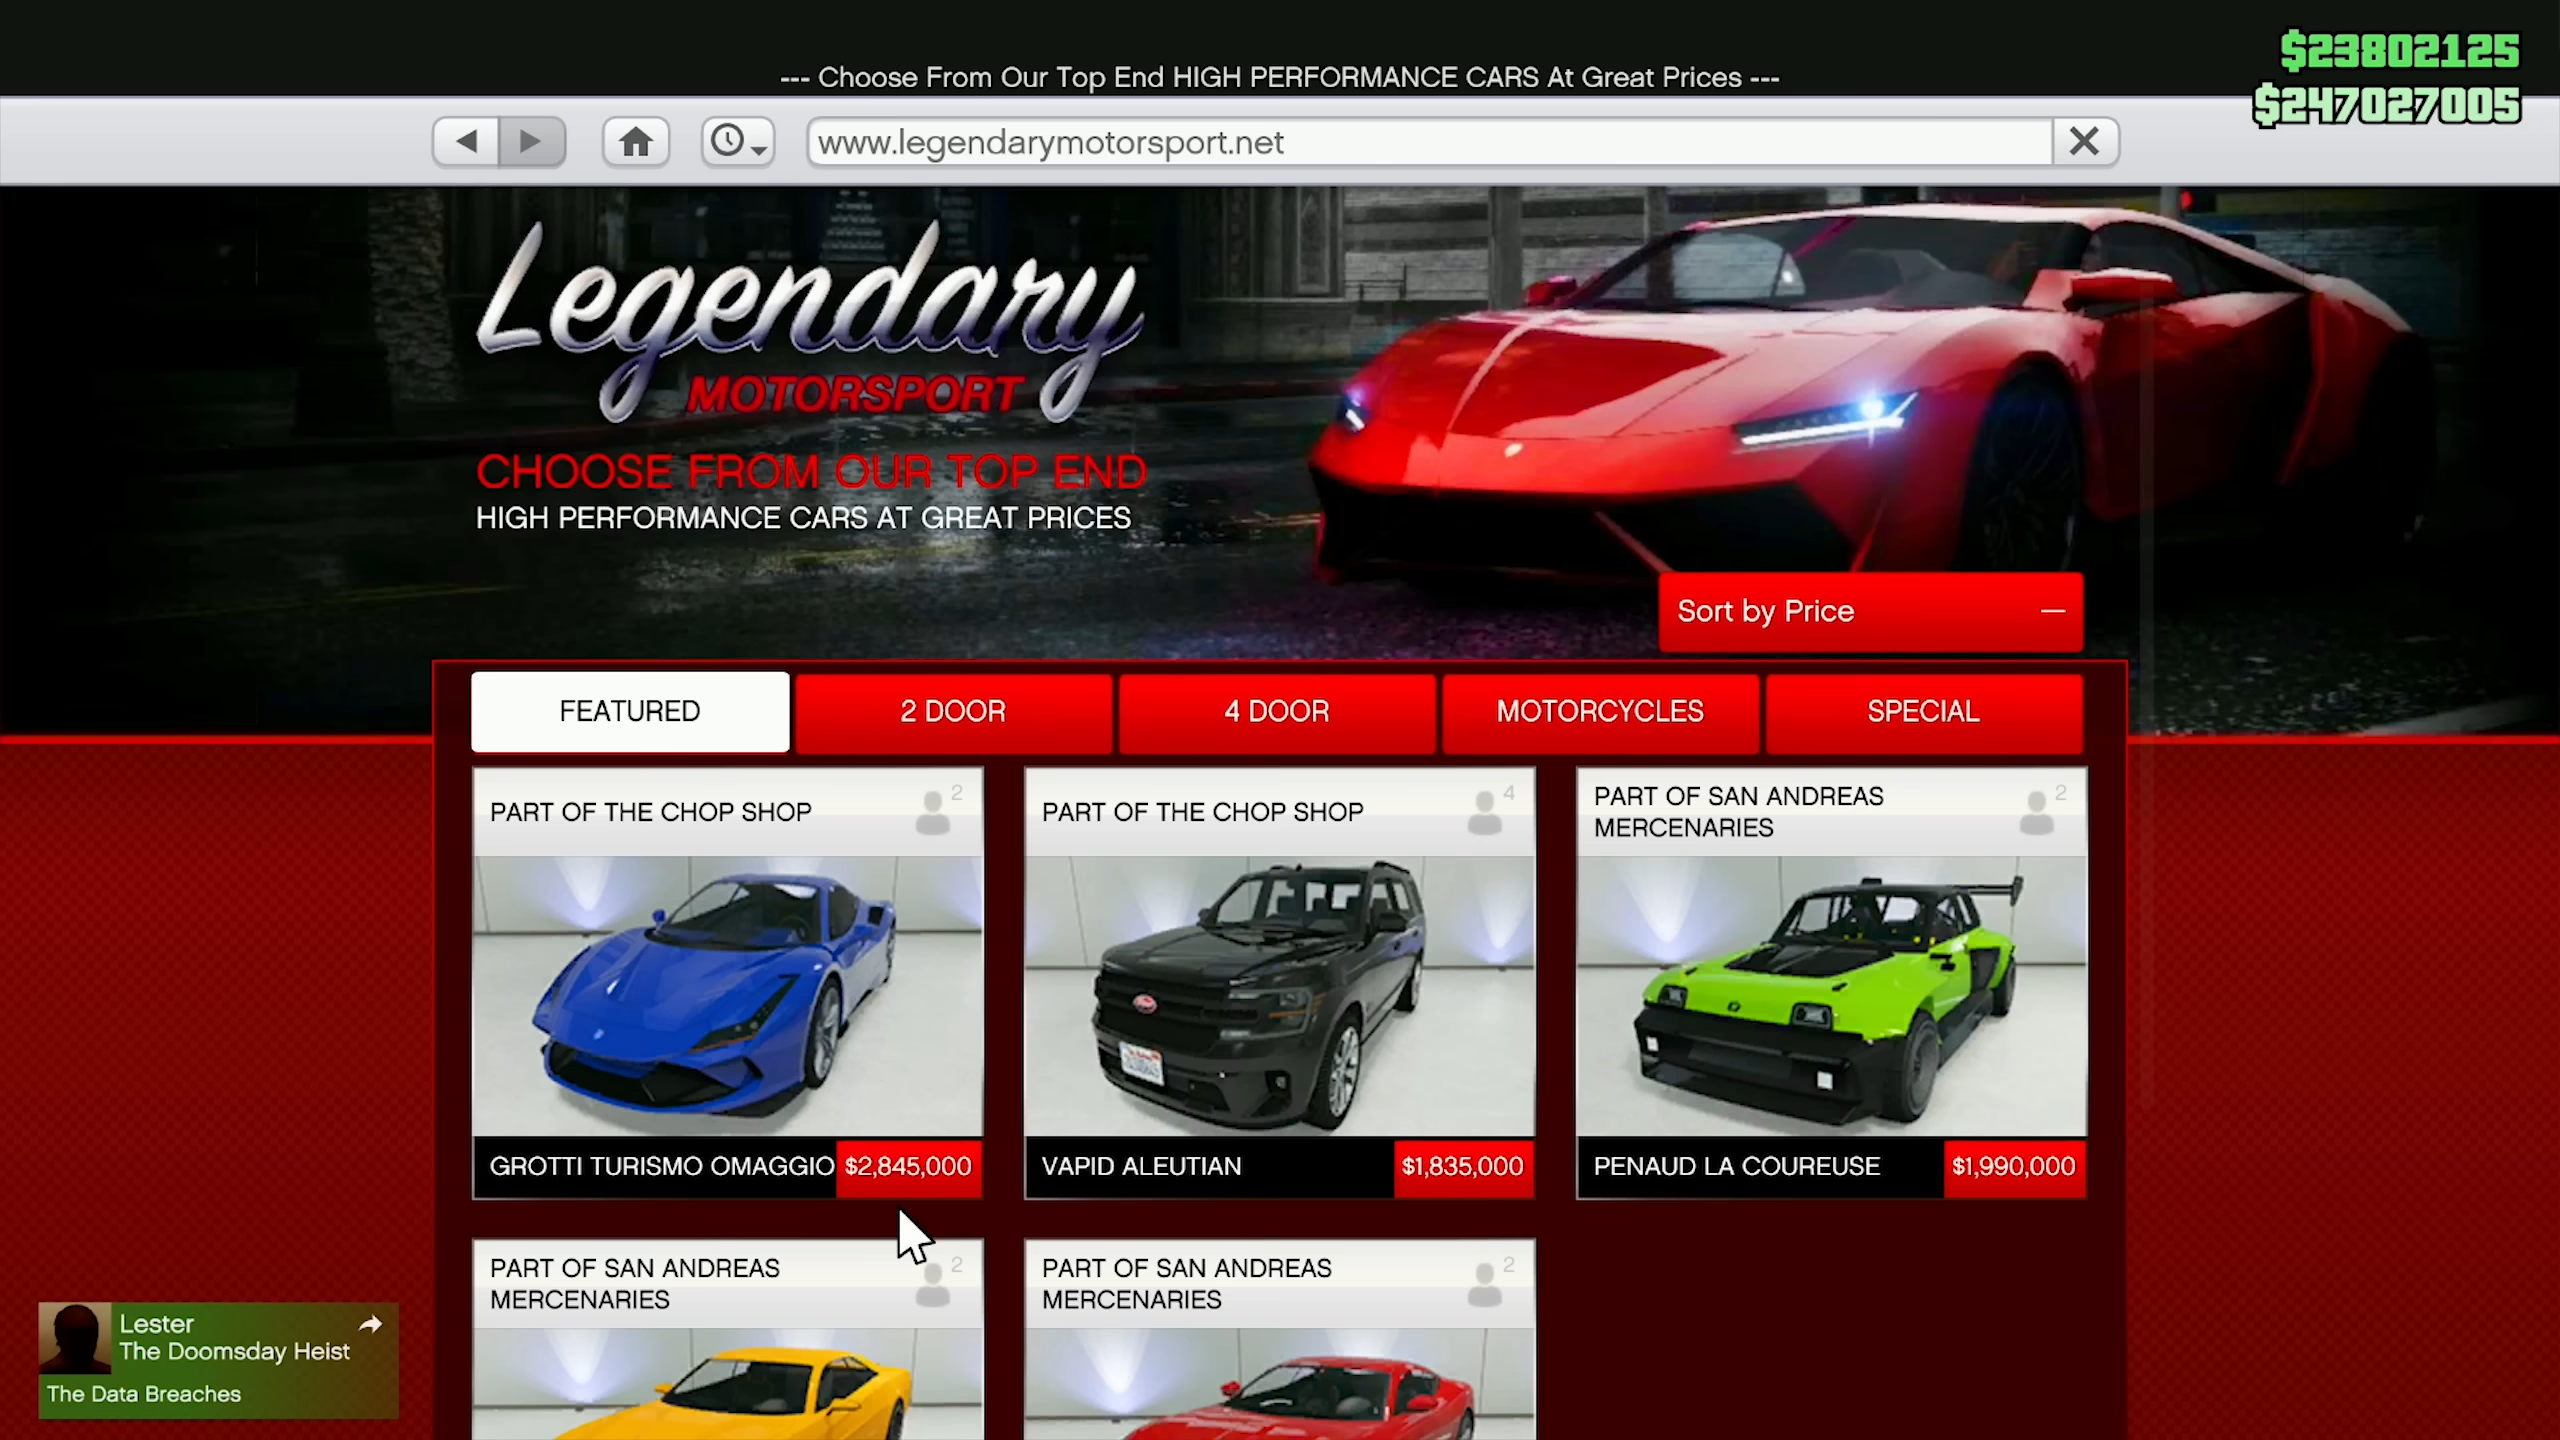 --- Choose From Our Top End HIGH PERFORMANCE CARS At Great Prices ---
$23802125
$247027005
www.legendarymotorsport.net
Legendary
MOTORSPORT
CHOOSE FROM OUR TOP END
HIGH PERFORMANCE CARS AT GREAT PRICES
Sort by Price
FEATURED
2 DOOR
4 DOOR
MOTORCYCLES
SPECIAL
PART OF THE CHOP SHOP
2
GROTTI TURISMO OMAGGIO
$2,845,000
PART OF THE CHOP SHOP
4
VAPID ALEUTIAN
$1,835,000
PART OF SAN ANDREAS
MERCENARIES
2
PENAUD LA COUREUSE
$1,990,000
PART OF SAN ANDREAS
MERCENARIES
2
PART OF SAN ANDREAS
MERCENARIES
2
Lester
The Doomsday Heist
The Data Breaches